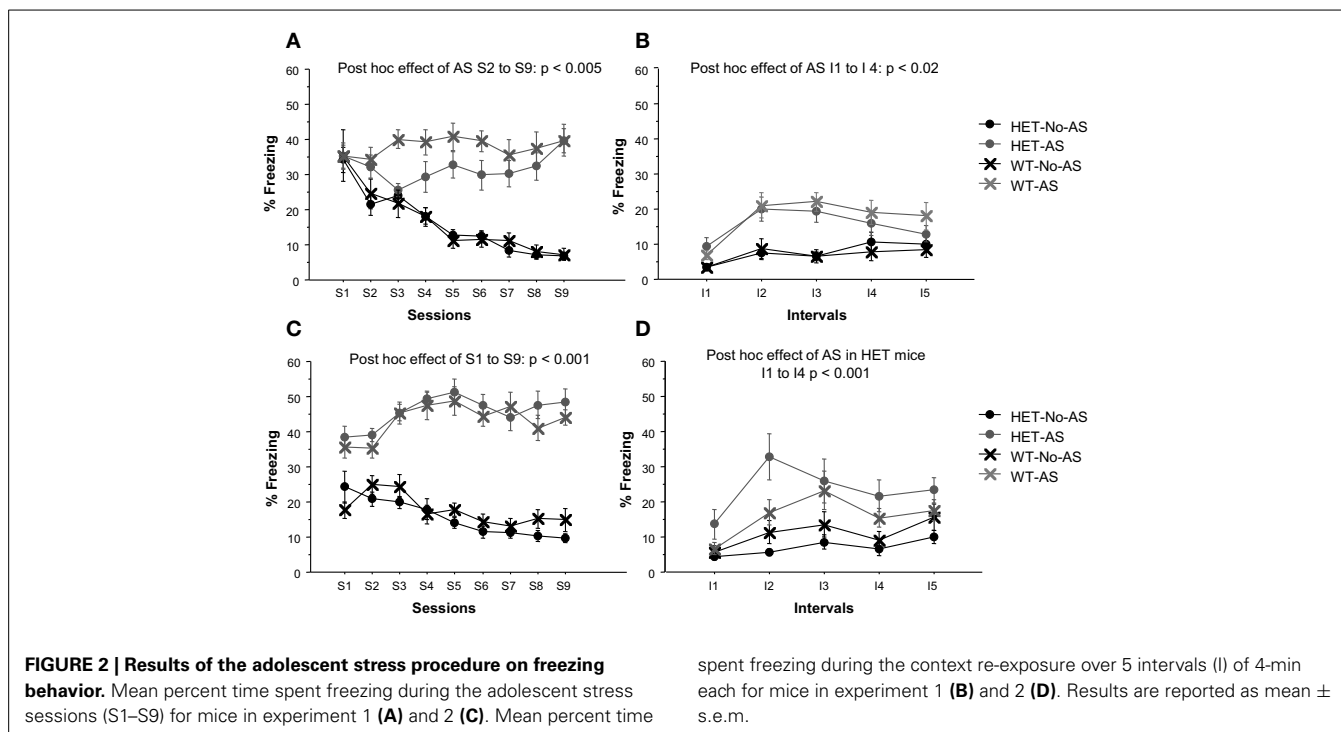 A
Post hoc effect of AS S2 to S9: p < 0.005
60
50
40
30
20
10
0
% Freezing
S1 S2 S3 S4 S5 S6 S7 S8 S9
Sessions
B
Post hoc effect of AS I1 to I 4: p < 0.02
60
50
40
30
20
10
0
% Freezing
I1 I2 I3 I4 I5
Intervals
HET-No-AS
HET-AS
WT-No-AS
WT-AS
C
Post hoc effect of S1 to S9: p < 0.001
60
50
40
30
20
10
0
% Freezing
S1 S2 S3 S4 S5 S6 S7 S8 S9
Sessions
D
Post hoc effect of AS in HET mice
I1 to I4 p < 0.001
60
50
40
30
20
10
0
% Freezing
I1 I2 I3 I4 I5
Intervals
HET-No-AS
HET-AS
WT-No-AS
WT-AS
FIGURE 2 | Results of the adolescent stress procedure on freezing
behavior. Mean percent time spent freezing during the adolescent stress
sessions (S1–S9) for mice in experiment 1 (A) and 2 (C). Mean percent time
spent freezing during the context re-exposure over 5 intervals (I) of 4-min
each for mice in experiment 1 (B) and 2 (D). Results are reported as mean ±
s.e.m.